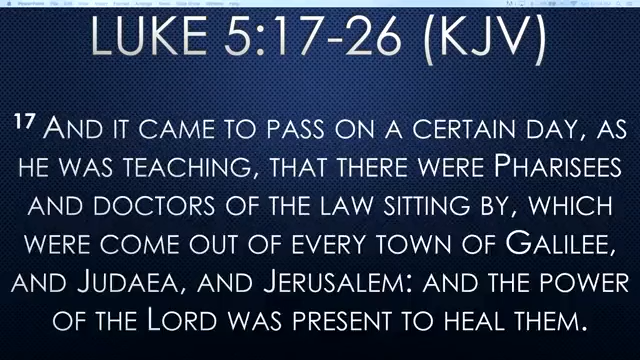 LUKE 5:17-26 (KJV)
17 AND IT CAME TO PASS ON A CERTAIN DAY, AS
HE WAS TEACHING, THAT THERE WERE PHARISEES
AND DOCTORS OF THE LAW SITTING BY, WHICH
WERE COME OUT OF EVERY TOWN OF GALILEE,
AND JUDAEA, AND JERUSALEM: AND THE POWER
OF THE LORD WAS PRESENT TO HEAL THEM.